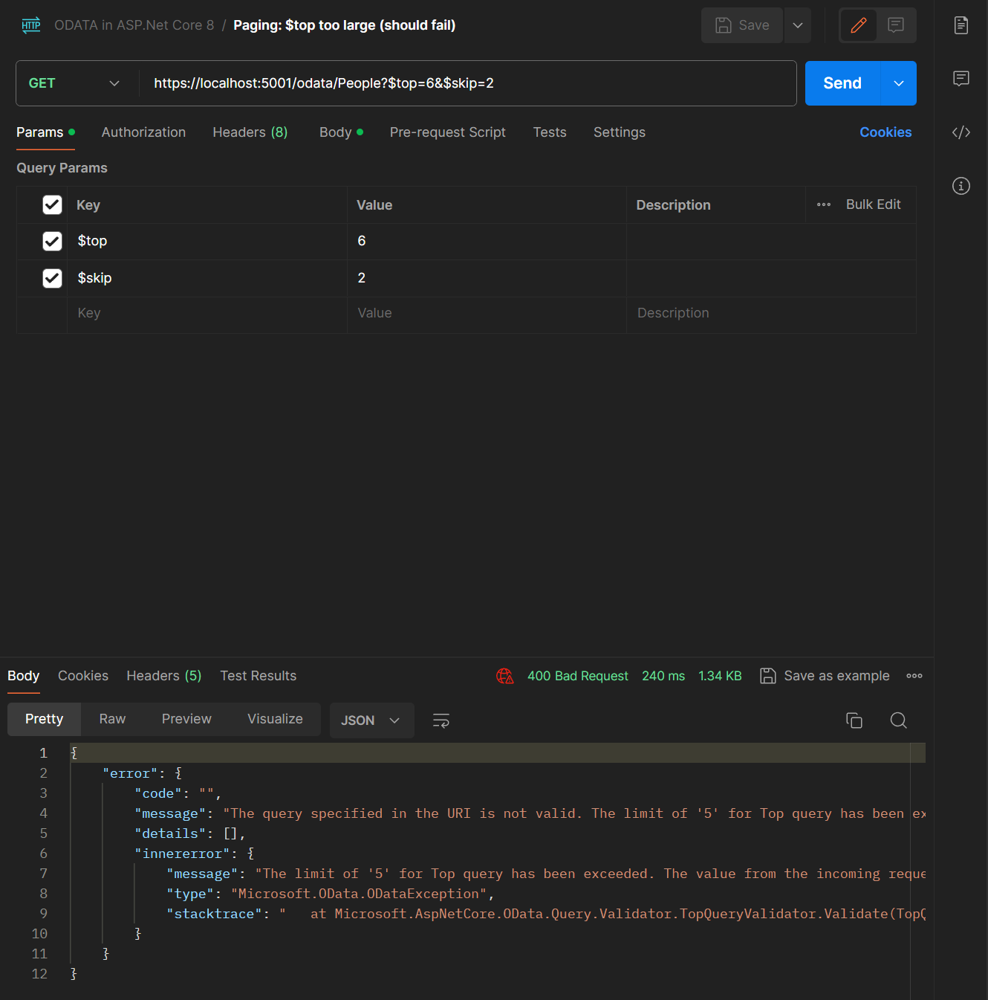 HTTP ODATA in ASP.Net Core 8 / Paging: $top too large (should fail) Save
GET https://localhost:5001/odata/People?$top=6&$skip=2 Send
Params Authorization Headers (8) Body Pre-request Script Tests Settings Cookies
Query Params
Key Value Description Bulk Edit
$top 6
$skip 2
Key Value Description
Body Cookies Headers (5) Test Results 400 Bad Request 240 ms 1.34 KB Save as example
Pretty Raw Preview Visualize JSON
1 {
2 "error": {
3 "code": "",
4 "message": "The query specified in the URI is not valid. The limit of '5' for Top query has been ex
5 "details": [],
6 "innererror": {
7 "message": "The limit of '5' for Top query has been exceeded. The value from the incoming reque
8 "type": "Microsoft.OData.ODataException",
9 "stacktrace": "   at Microsoft.AspNetCore.OData.Query.Validator.TopQueryValidator.Validate(TopQ
10 }
11 }
12 }